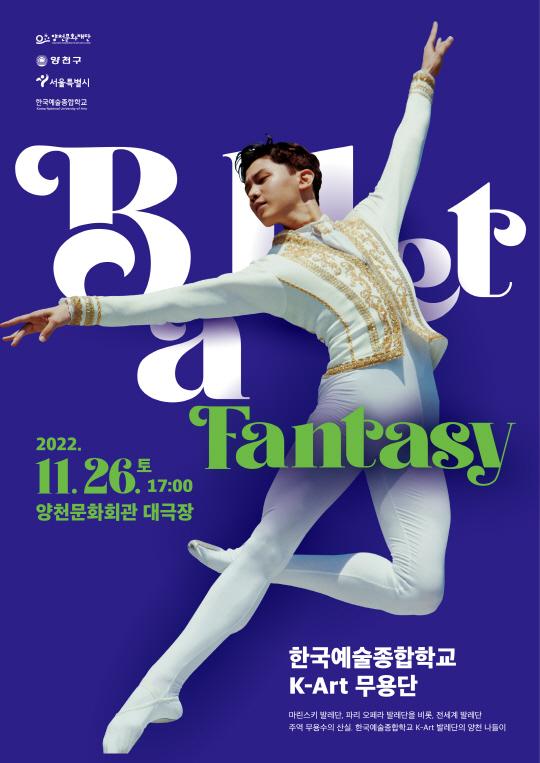 양천문화재단
양천구
서울특별시
한국예술종합학교
Korea National University of Arts
Ballet
Fantasy
2022.
11. 26. 토 17:00
양천문화회관 대극장
한국예술종합학교
K-Art 무용단
마린스키 발레단, 파리 오페라 발레단을 비롯, 전세계 발레단
주역 무용수의 산실. 한국예술종합학교 K-Art 발레단의 양천 나들이